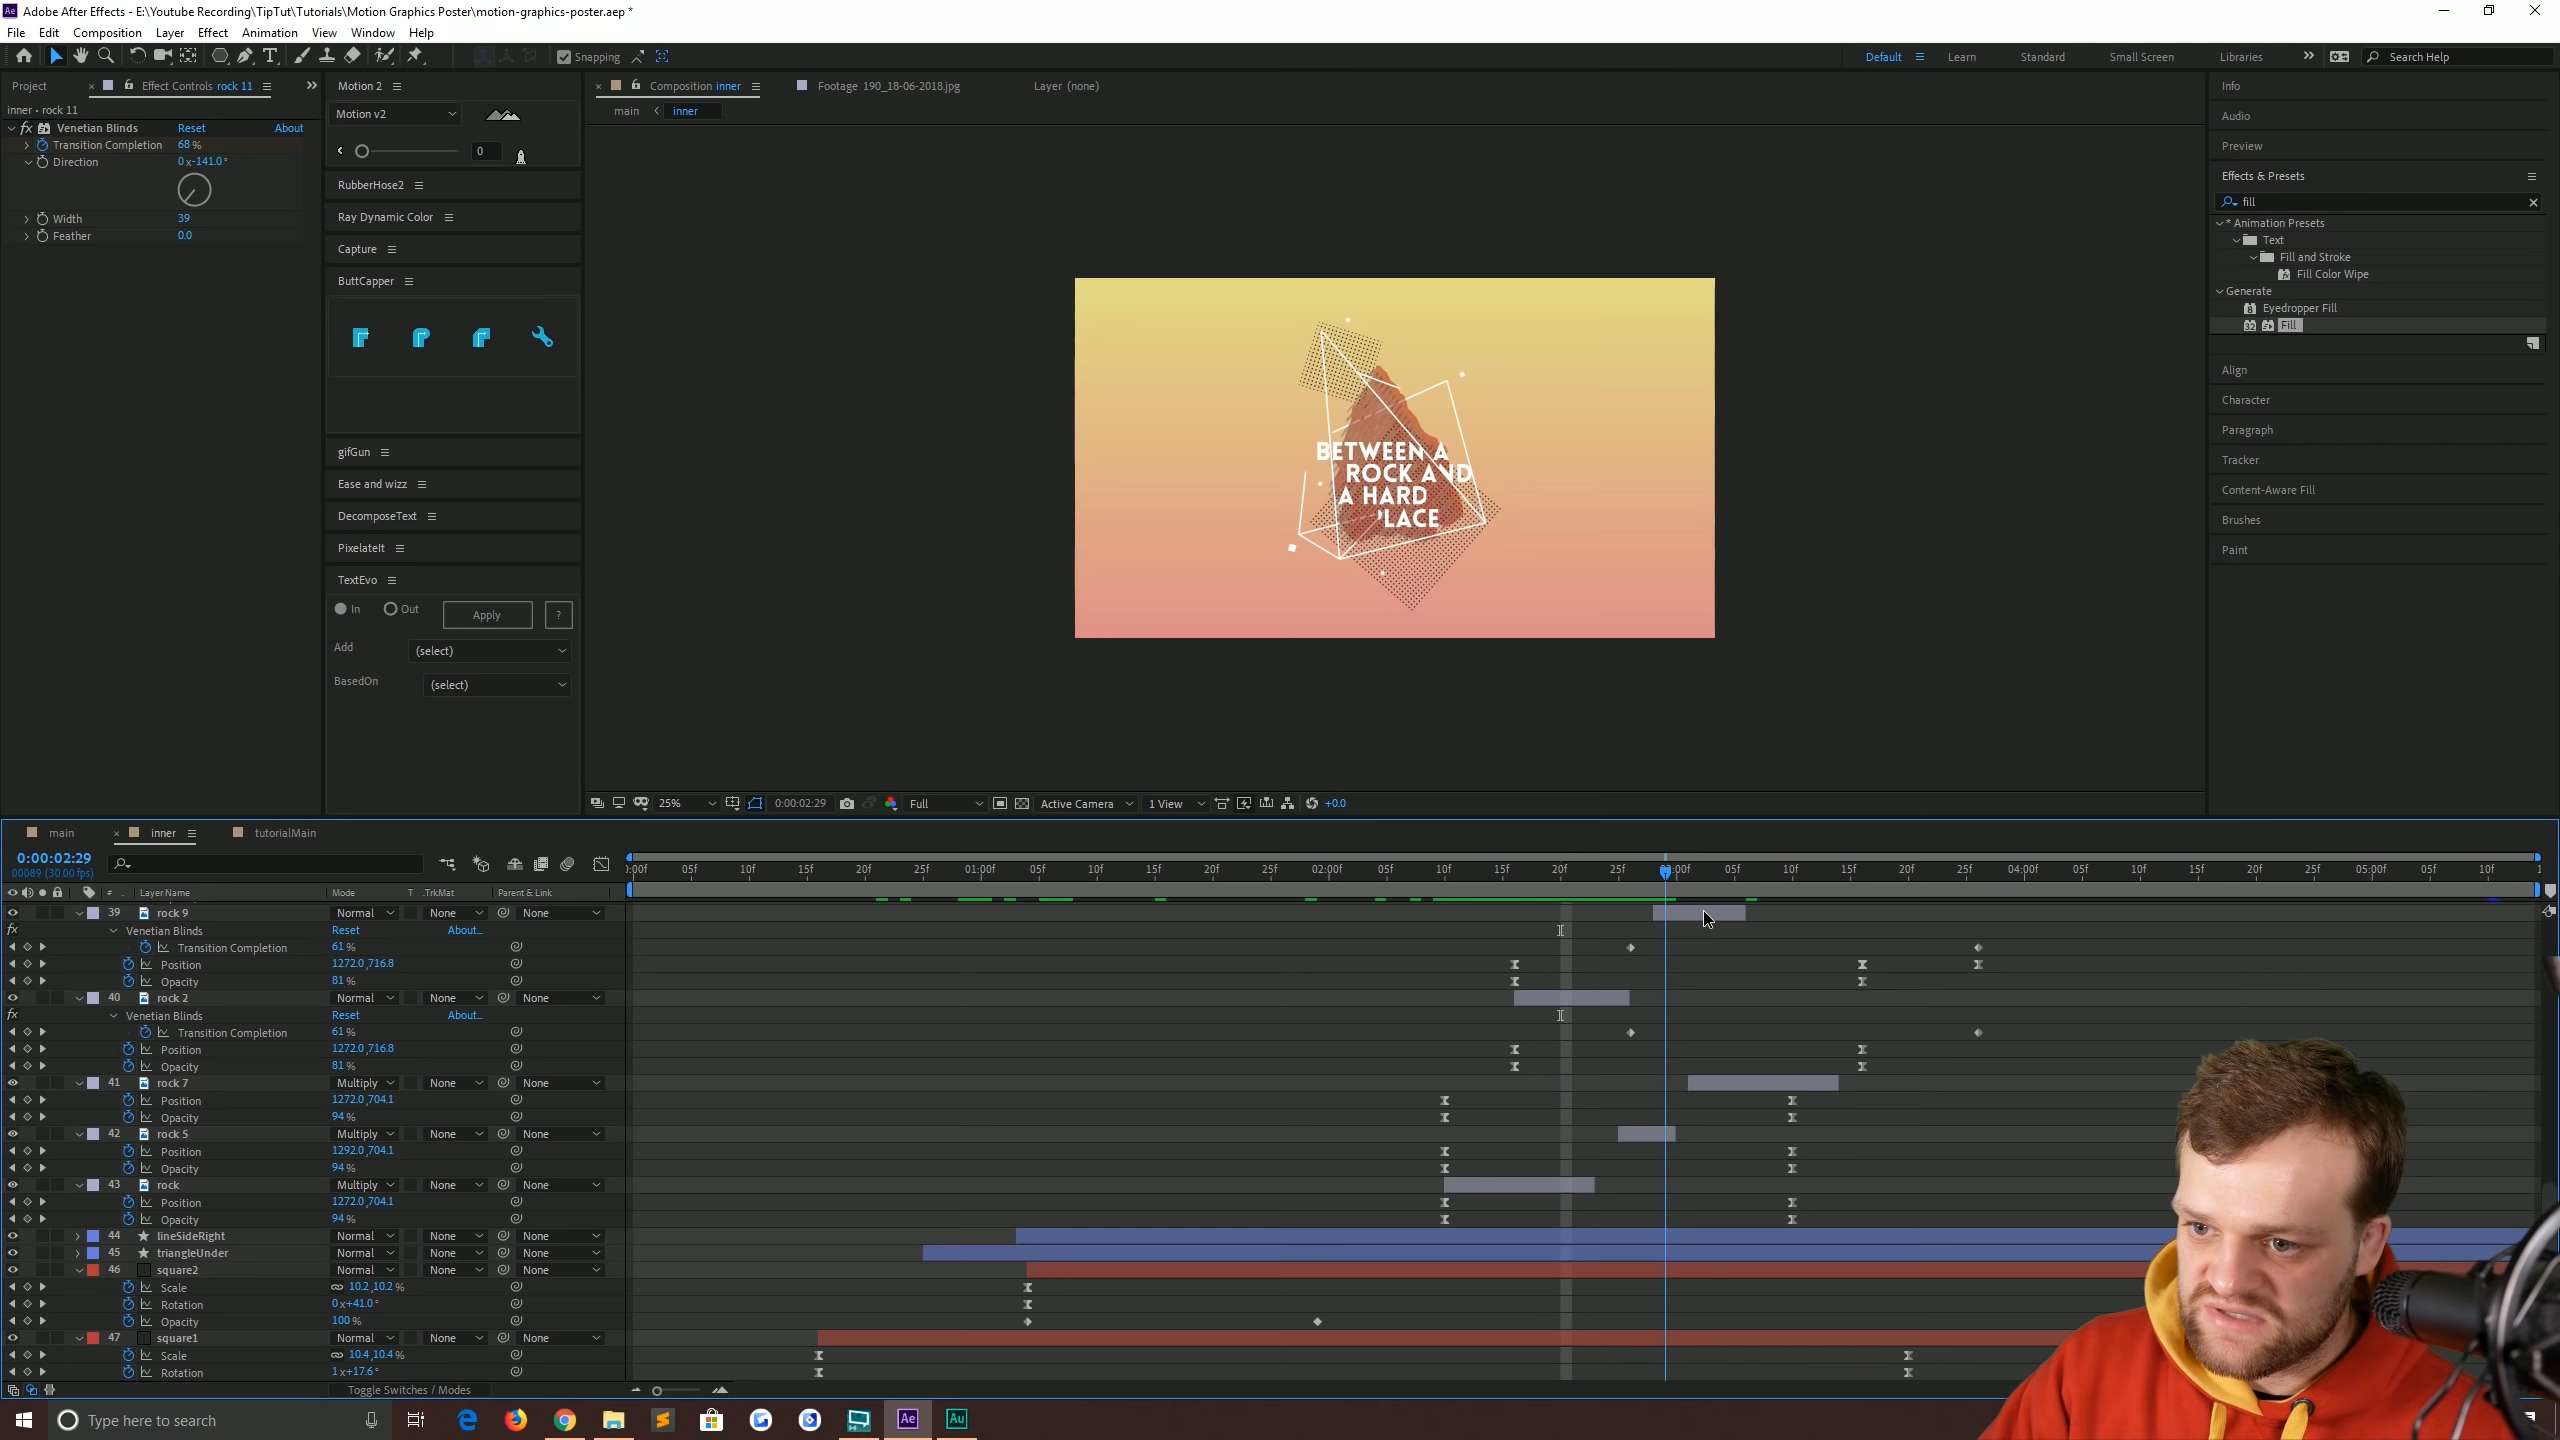 Ae Adobe After Effects - E:\Youtube Recording\TipTut\Tutorials\Motion Graphics Poster\motion-graphics-poster.aep *
File Edit Composition Layer Effect Animation View Window Help
Snapping
Default Learn Standard Small Screen Libraries Search Help
Project Effect Controls rock 11
inner • rock 11
fx Venetian Blinds Reset About
Transition Completion 68 %
Direction 0 x-141.0°
Width 39
Feather 0.0
Motion 2
Motion v2
0
RubberHose2
Ray Dynamic Color
Capture
ButtCapper
gifGun
Ease and wizz
DecomposeText
PixelateIt
TextEvo
In Out Apply ?
Add (select)
BasedOn (select)
Composition inner Footage 190_18-06-2018.jpg Layer (none)
main inner
BETWEEN A
ROCK AND
A HARD
PLACE
25% 0:00:02:29 Full Active Camera 1 View +0.0
Info
Audio
Preview
Effects & Presets
fill
* Animation Presets
Text
Fill and Stroke
Fill Color Wipe
Generate
Eyedropper Fill
Fill
Align
Character
Paragraph
Tracker
Content-Aware Fill
Brushes
Paint
main inner tutorialMain
0:00:02:29
00089 (30.00 fps)
# Layer Name Mode T .TrkMat Parent & Link
:00f 05f 10f 15f 20f 25f 01:00f 05f 10f 15f 20f 25f 02:00f 05f 10f 15f 20f 25f 05f 10f 15f 20f 25f 04:00f 05f 10f 15f 20f 25f 05:00f 05f 10f
39 rock 9 Normal None None
fx Venetian Blinds Reset About...
Transition Completion 61 %
Position 1272.0,716.8
Opacity 81 %
40 rock 2 Normal None None
fx Venetian Blinds Reset About...
Transition Completion 61 %
Position 1272.0,716.8
Opacity 81 %
41 rock 7 Multiply None None
Position 1272.0,704.1
Opacity 94 %
42 rock 5 Multiply None None
Position 1292.0,704.1
Opacity 94 %
43 rock Multiply None None
Position 1272.0,704.1
Opacity 94 %
44 lineSideRight Normal None None
45 triangleUnder Normal None None
46 square2 Normal None None
Scale 10.2,10.2 %
Rotation 0 x+41.0°
Opacity 100 %
47 square1 Normal None None
Scale 10.4,10.4 %
Rotation 1 x+17.6°
Toggle Switches / Modes
Type here to search Ae Au